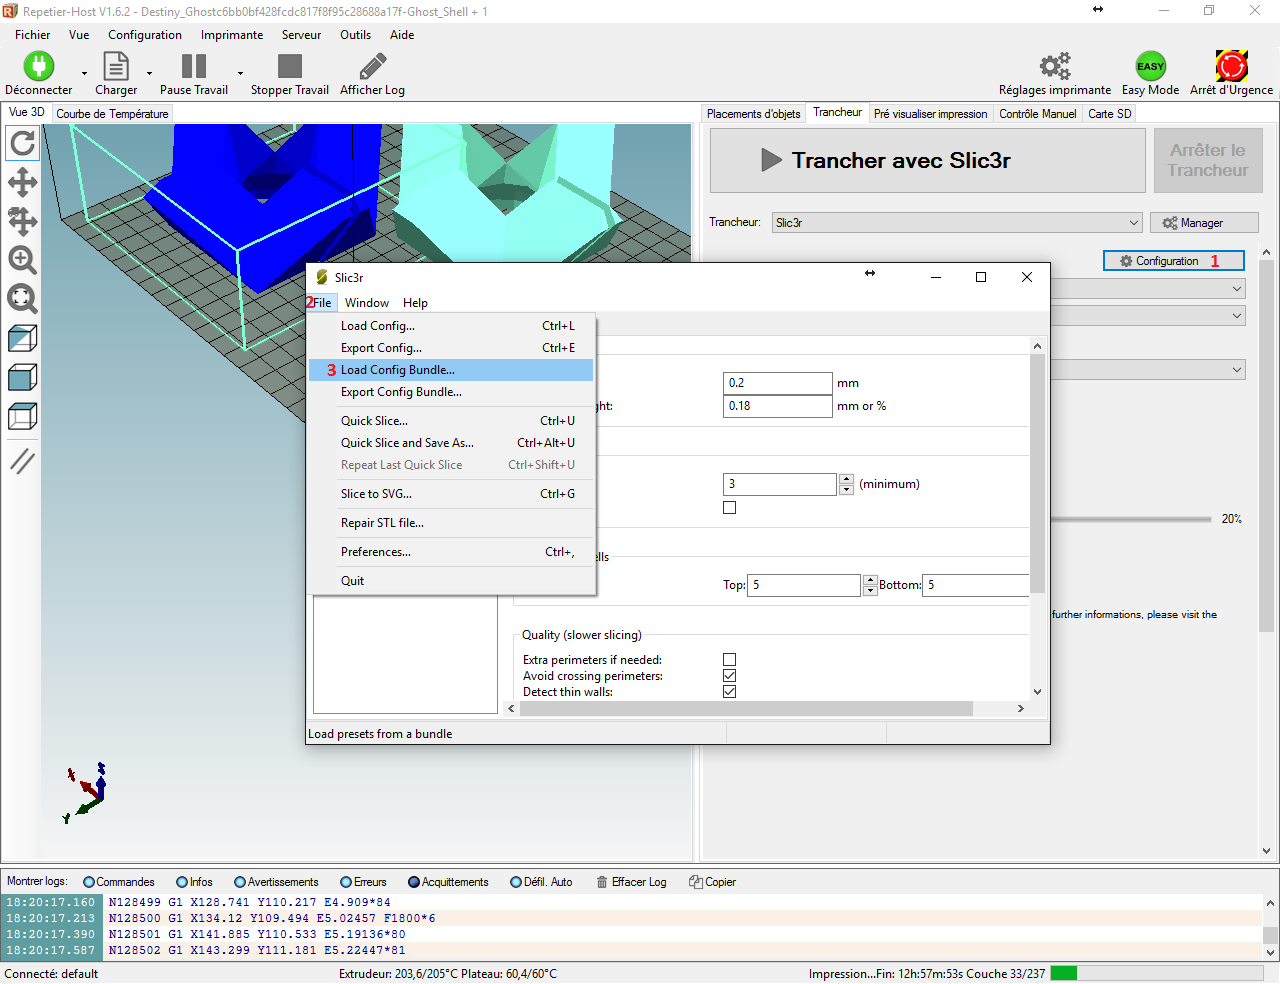 Repetier-Host V1.6.2 - Destiny_Ghostc6bb0bf428fcdc817f8f95c28688a17f-Ghost_Shell + 1
Fichier Vue Configuration Imprimante Serveur Outils Aide
Déconnecter Charger Pause Travail Stopper Travail Afficher Log Réglages imprimante EASY Easy Mode Arrêt d'Urgence
Vue 3D Courbe de Température
Placements d'objets Trancheur Pré visualiser impression Contrôle Manuel Carte SD
Trancher avec Slic3r
Arrêter le
Trancheur
Trancheur: Slic3r Manager
Configuration 1
Slic3r
2 File Window Help
Load Config... Ctrl+L
Export Config... Ctrl+E
3 Load Config Bundle...
Export Config Bundle...
Quick Slice... Ctrl+U
Quick Slice and Save As... Ctrl+Alt+U
Repeat Last Quick Slice Ctrl+Shift+U
Slice to SVG... Ctrl+G
Repair STL file...
Preferences... Ctrl+,
Quit
0.2 mm
ght: 0.18 mm or %
3 (minimum)
ells
Top: 5 Bottom: 5
Quality (slower slicing)
Extra perimeters if needed:
Avoid crossing perimeters:
Detect thin walls:
Load presets from a bundle
20%
further informations, please visit the
X Z Y
Montrer logs: Commandes Infos Avertissements Erreurs Acquittements Défil. Auto Effacer Log Copier
18:20:17.160 N128499 G1 X128.741 Y110.217 E4.909*84
18:20:17.213 N128500 G1 X134.12 Y109.494 E5.02457 F1800*6
18:20:17.390 N128501 G1 X141.885 Y110.533 E5.19136*80
18:20:17.587 N128502 G1 X143.299 Y111.181 E5.22447*81
Connecté: default Extrudeur: 203,6/205°C Plateau: 60,4/60°C Impression...Fin: 12h:57m:53s Couche 33/237